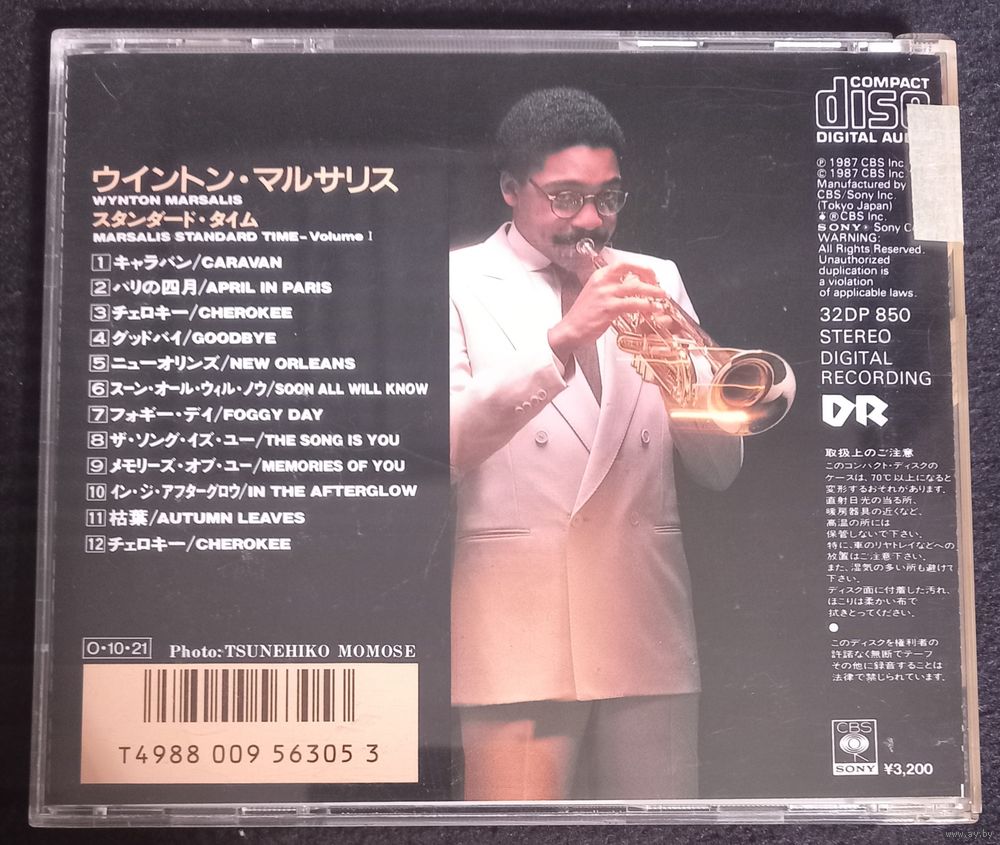 ウイントン・マルサリス
WYNTON MARSALIS
スタンダード・タイム
MARSALIS STANDARD TIME-Volume I
1 キャラバン/CARAVAN
2 パリの四月/APRIL IN PARIS
3 チェロキー/CHEROKEE
4 グッドバイ/GOODBYE
5 ニューオリンズ/NEW ORLEANS
6 スーン・オール・ウィル・ノウ/SOON ALL WILL KNOW
7 フォギー・デイ/FOGGY DAY
8 ザ・ソング・イズ・ユー/THE SONG IS YOU
9 メモリーズ・オブ・ユー/MEMORIES OF YOU
10 イン・ジ・アフターグロウ/IN THE AFTERGLOW
11 枯葉/AUTUMN LEAVES
12 チェロキー/CHEROKEE
O・10・21
Photo: TSUNEHIKO MOMOSE
T4988 009 56305 3
COMPACT
disc
DIGITAL
℗ 1987 CBS Inc.
© 1987 CBS Inc.
Manufactured by
CBS/Sony Inc.
(Tokyo Japan)
® CBS Inc.
SONY ® Sony
WARNING:
All Rights Reserved.
Unauthorized
duplication is
a violation
of applicable laws.
32DP 850
STEREO
DIGITAL
RECORDING
DR
取扱上のご注意
このコンパクト・ディスクの
ケースは、70℃以上になると
変形するおそれがあります。
直射日光の当る所、
暖房器具の近くなど、
高温の所には
保管しないで下さい。
特に、車のリヤトレイなどへの
放置はご注意下さい。
また、湿気の多い所も避けて
下さい。
ディスク面に付着した汚れ、
ほこりは柔かい布で
拭きとってください。
●
このディスクを権利者の
許諾なく無断でテープ
その他に録音することは
法律で禁じられています。
CBS
SONY
¥3,200
www.ay.by